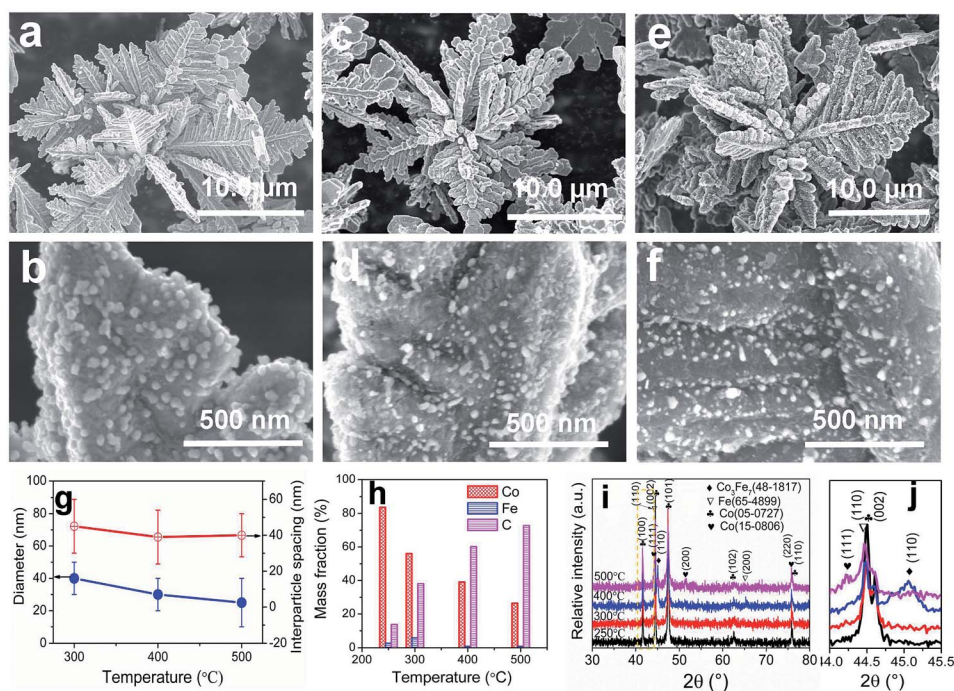 a
10.0 μm
c
10.0 μm
e
10.0 μm
b
500 nm
d
500 nm
f
500 nm
g
100
80
60
40
20
0
Diameter (nm)
60
40
20
0
-20
Interparticle spacing (nm)
300 400 500
Temperature (°C)
h
100
80
60
40
20
0
Mass fraction (%)
Co
Fe
C
200 300 400 500
Temperature (°C)
i
Relative intensity (a.u.)
Co3Fe7(48-1817)
Fe(65-4899)
Co(05-0727)
Co(15-0806)
(100)
(110)
(111)
(002)
(110)
(101)
(200)
(102)
(200)
(220)
(110)
500°C
400°C
300°C
250°C
30 40 50 60 70 80
2θ (°)
j
(111)
(110)
(002)
(110)
44.5 45.0 45.5
2θ (°)